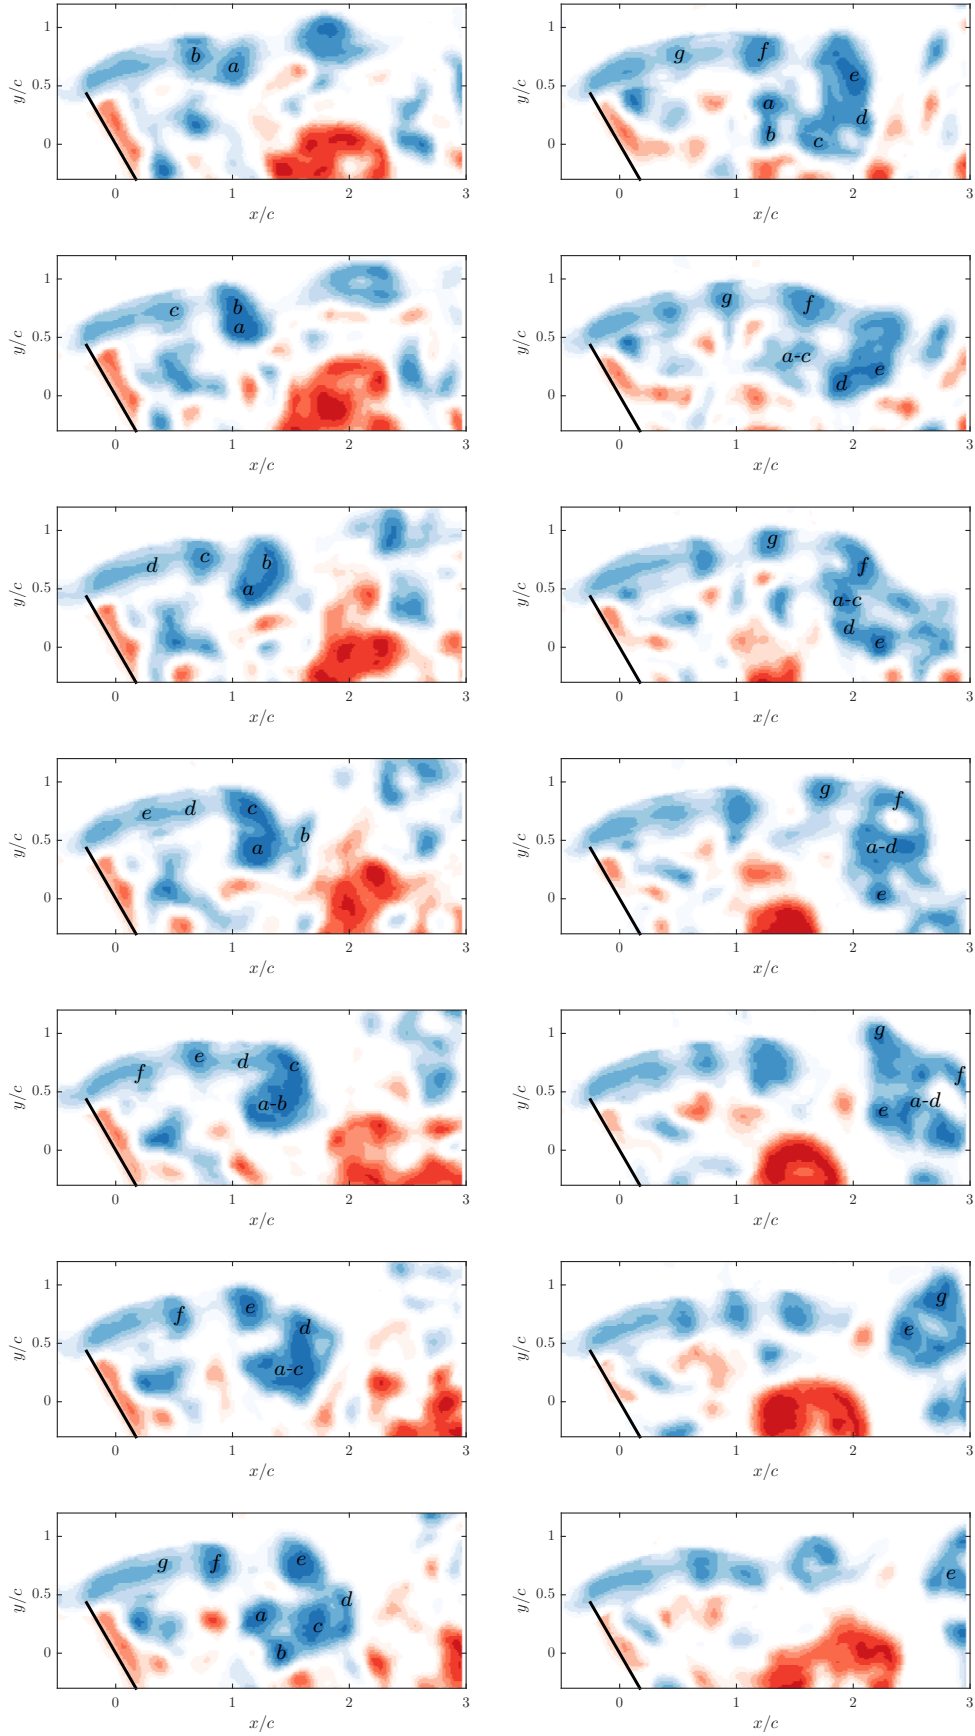 1
b
a
0.5
y/c
0
0 1 2 3
x/c
1
g f
e
0.5
a
d
b c
y/c
0
0 1 2 3
x/c
1
c b
a
0.5
y/c
0
0 1 2 3
x/c
1
g f
0.5
a-c
e
d
y/c
0
0 1 2 3
x/c
1
d c b
a
0.5
y/c
0
0 1 2 3
x/c
1
g
f
0.5
a-c
d
e
y/c
0
0 1 2 3
x/c
1
e d c
b
a
0.5
y/c
0
0 1 2 3
x/c
1
g f
0.5
a-d
e
y/c
0
0 1 2 3
x/c
1
f e d c
0.5
a-b
y/c
0
0 1 2 3
x/c
1
g
f
0.5
e a-d
y/c
0
0 1 2 3
x/c
1
f e
d
0.5
a-c
y/c
0
0 1 2 3
x/c
1
g
e
0.5
y/c
0
0 1 2 3
x/c
1
g f e
0.5
d
a
c
b
y/c
0
0 1 2 3
x/c
1
e
0.5
y/c
0
0 1 2 3
x/c